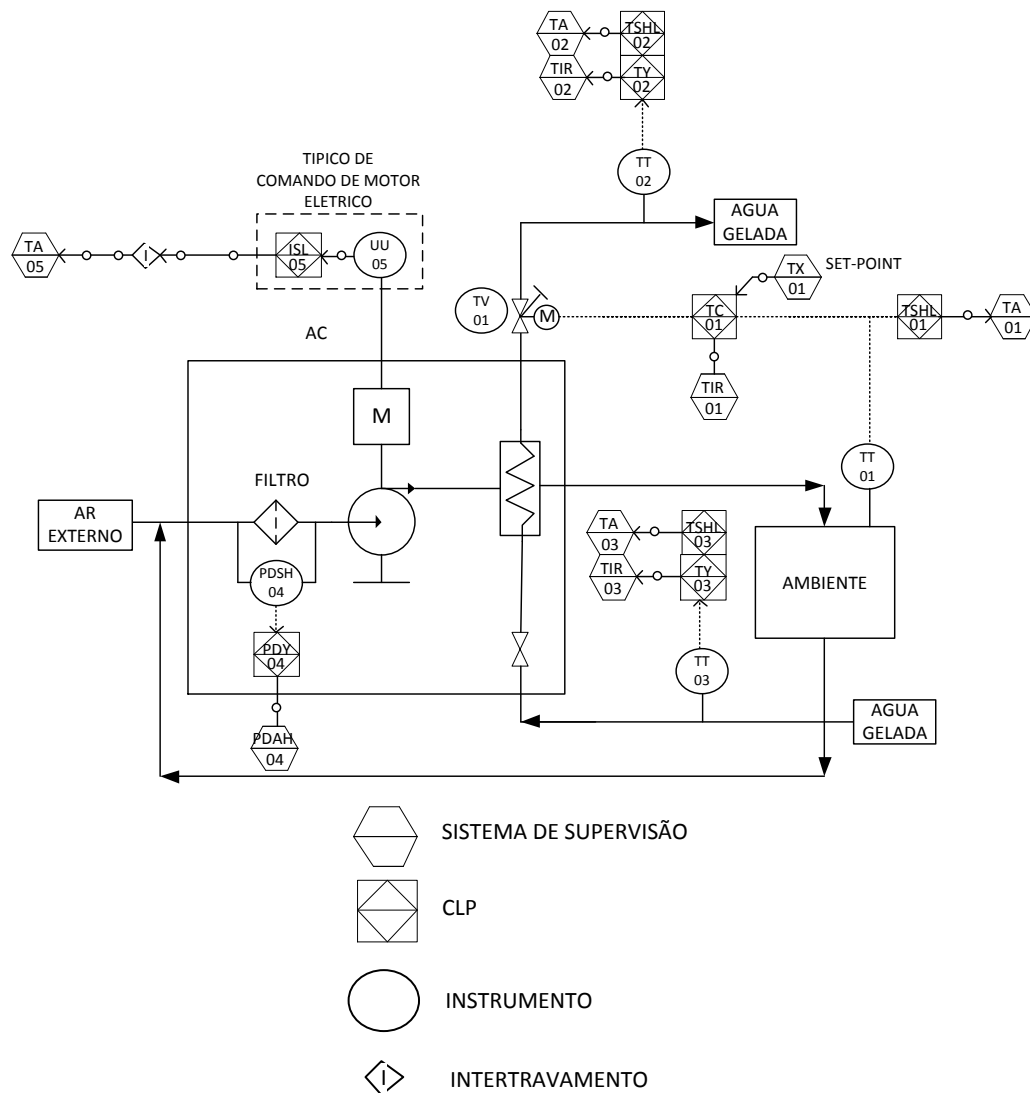 TA
02
TSHL
02
TIR
02
TY
02
TIPICO DE
COMANDO DE MOTOR
ELETRICO
TT
02
AGUA
GELADA
TA
05
I
ISL
05
UU
05
TX
01
SET-POINT
TV
01
M
TC
01
TSHL
01
TA
01
AC
TIR
01
M
FILTRO
TT
01
AR
EXTERNO
I
TA
03
TSHL
03
TIR
03
TY
03
AMBIENTE
PDSH
04
PDY
04
TT
03
AGUA
GELADA
PDAH
04
SISTEMA DE SUPERVISÃO
CLP
INSTRUMENTO
I
INTERTRAVAMENTO